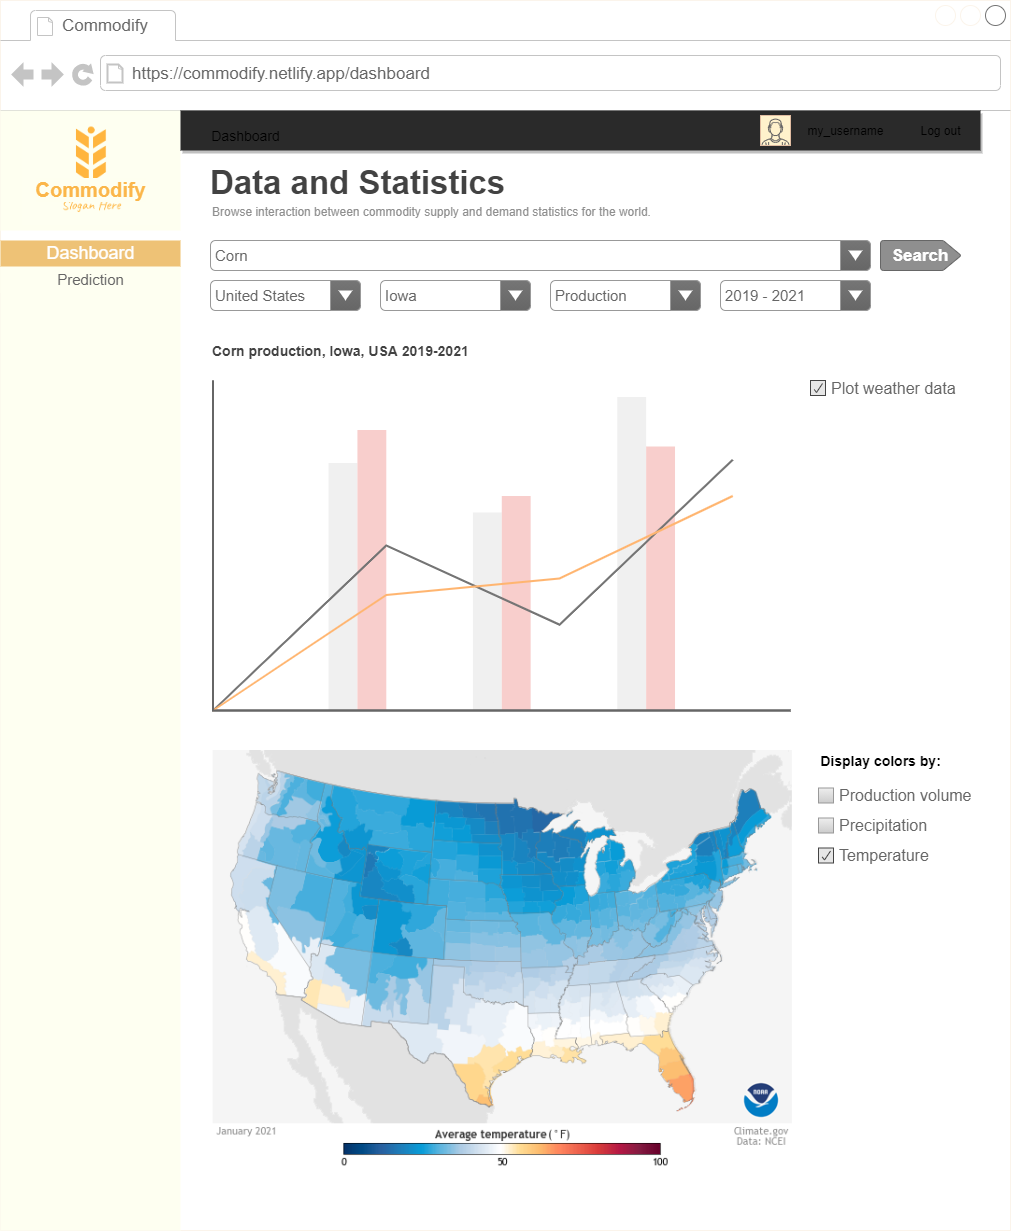 Commodify
https://commodify.netlify.app/dashboard
Commodify
Slogan Here
Dashboard
my_username
Log out
Dashboard
Prediction
Data and Statistics
Browse interaction between commodity supply and demand statistics for the world.
Corn
Search
United States
Iowa
Production
2019 - 2021
Corn production, Iowa, USA 2019-2021
Plot weather data
Display colors by:
Production volume
Precipitation
Temperature
NOAA
January 2021
Average temperature (°F)
Climate.gov
Data: NCEI
0
50
100